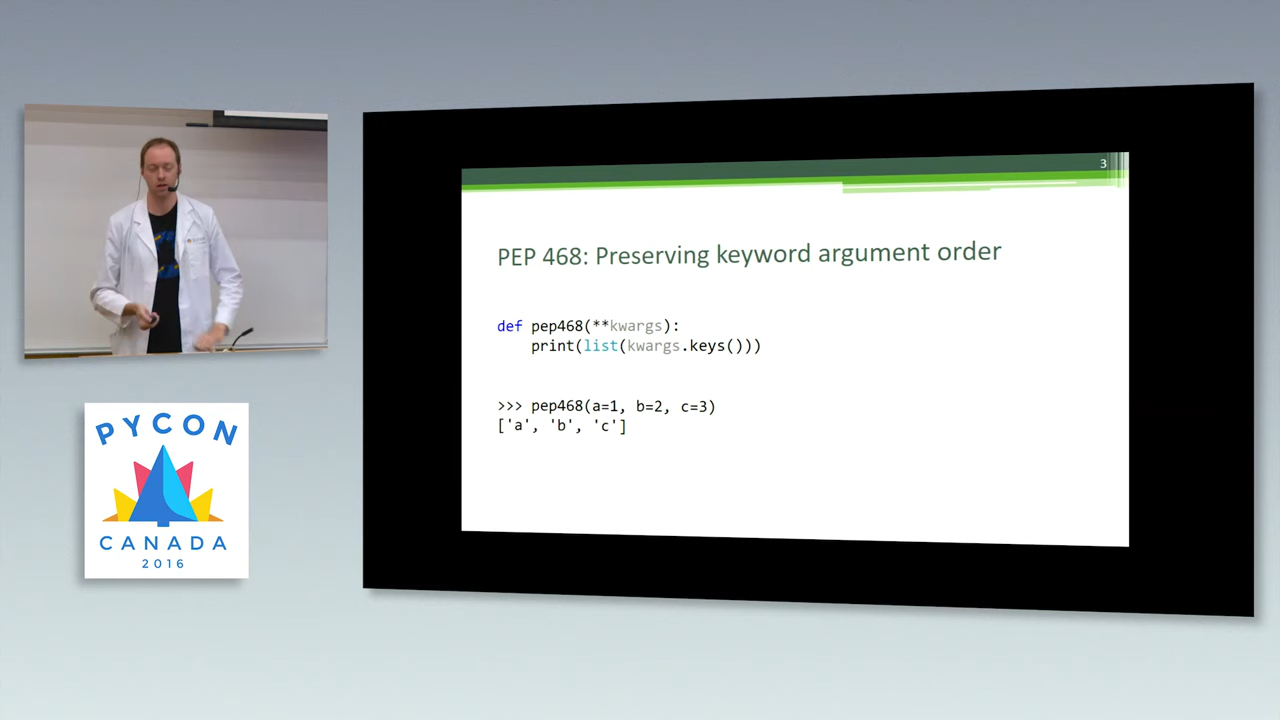 3
PEP 468: Preserving keyword argument order
def pep468(**kwargs):
    print(list(kwargs.keys()))
>>> pep468(a=1, b=2, c=3)
['a', 'b', 'c']
PYCON
CANADA
2016